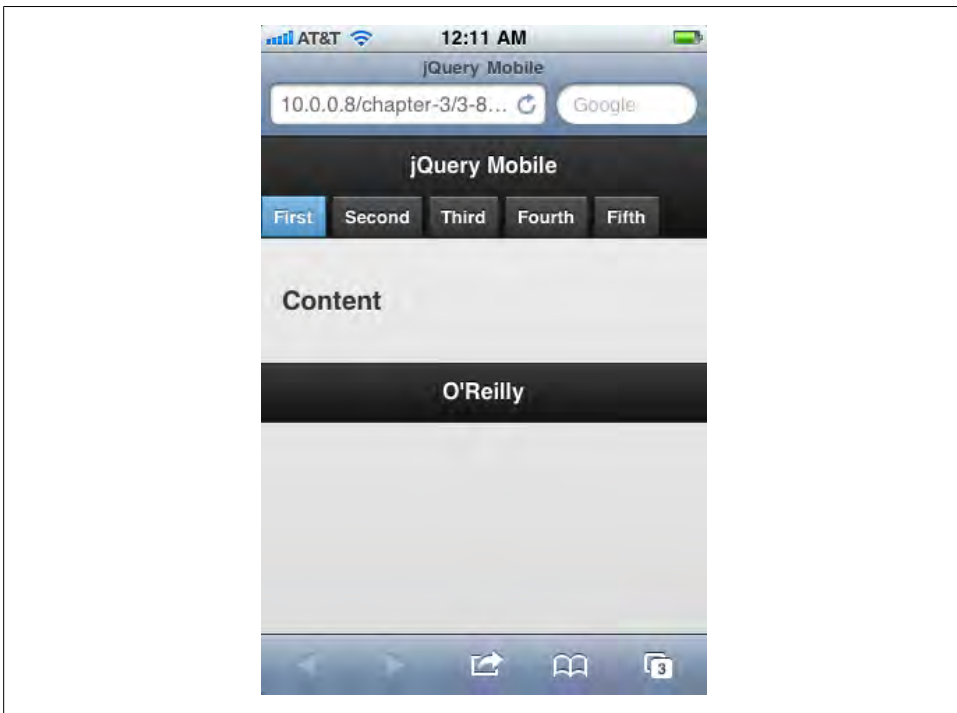 AT&T 12:11 AM
jQuery Mobile
10.0.0.8/chapter-3/3-8... Google
jQuery Mobile
First Second Third Fourth Fifth
Content
O'Reilly
3